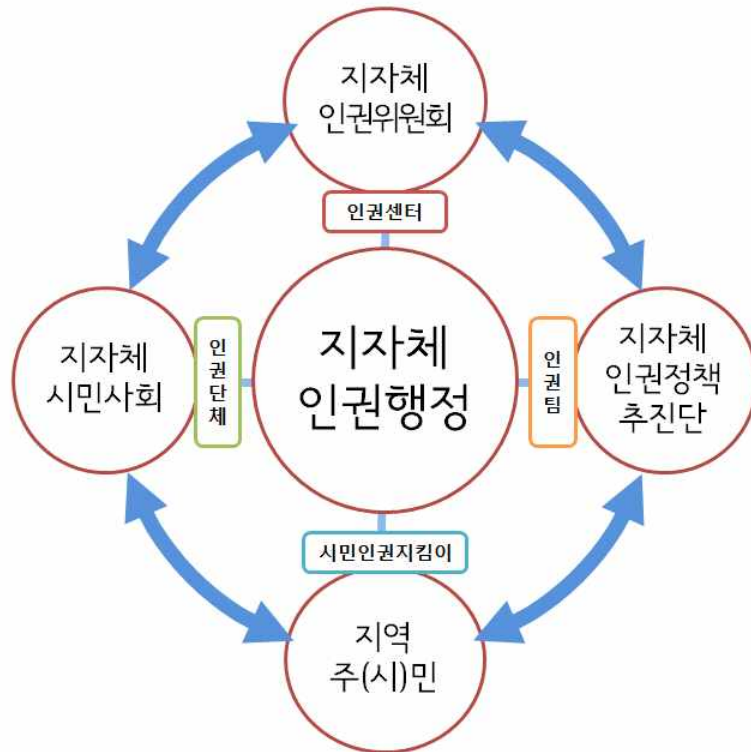 지자체
인권위원회
인권센터
지자체
시민사회
인권단체
지자체
인권행정
인권팀
지자체
인권정책
추진단
시민인권지킴이
지역
주(시)민